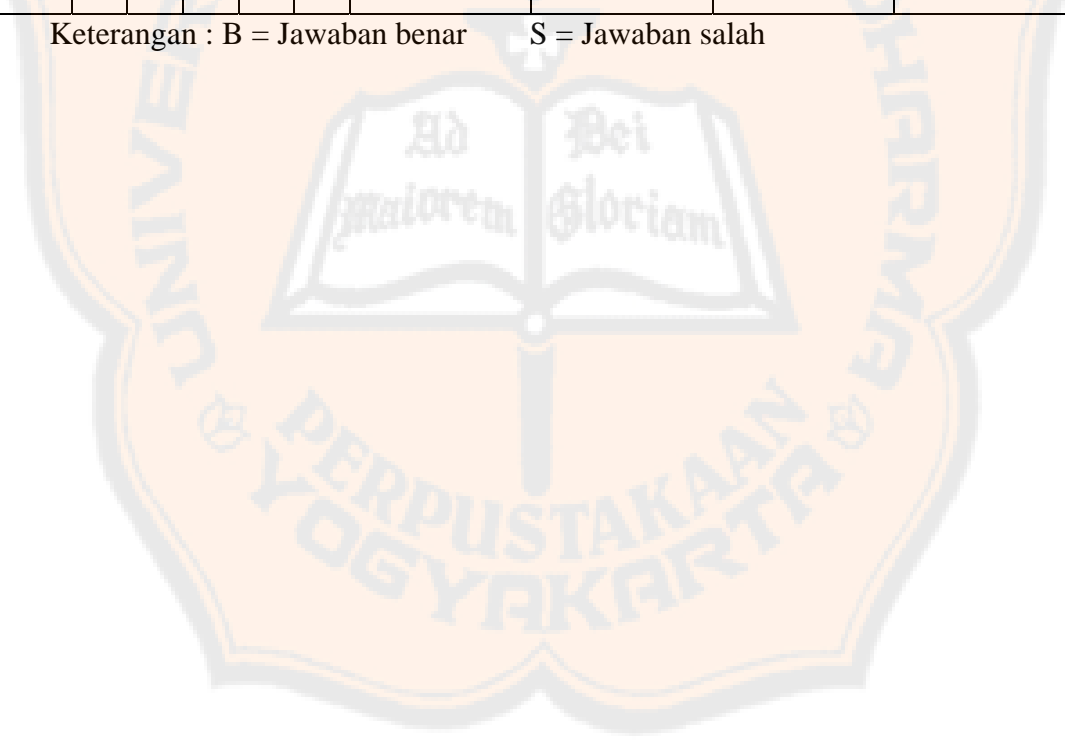 Keterangan : B = Jawaban benar S = Jawaban salah
Ad Dei
maiorem Gloriam
PERPUSTAKAAN
YOGYAKARTA